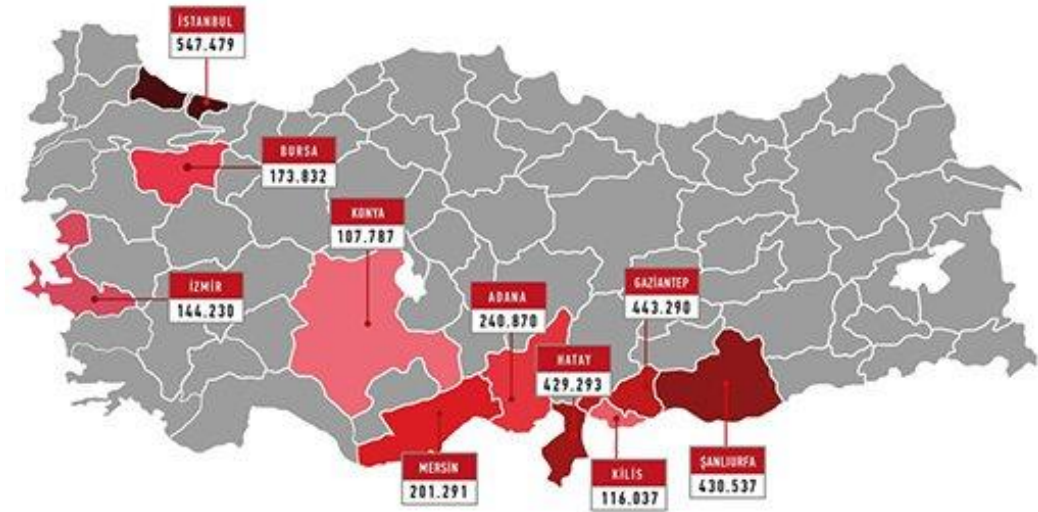 İSTANBUL
547.479
BURSA
173.832
KONYA
107.787
İZMİR
144.230
ADANA
240.870
GAZİANTEP
443.290
HATAY
429.293
MERSİN
201.291
KİLİS
116.037
ŞANLIURFA
430.537